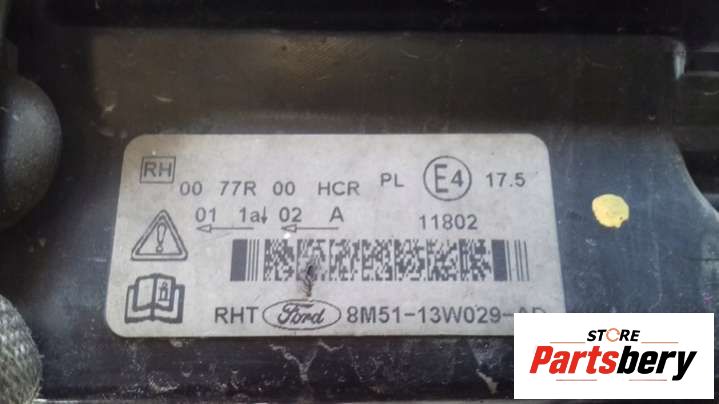 RH
00 77R 00 HCR PL E4 17.5
01 1a↓ 02 A 11802
RHT Ford 8M51-13W029-AD
STORE
Partsbery